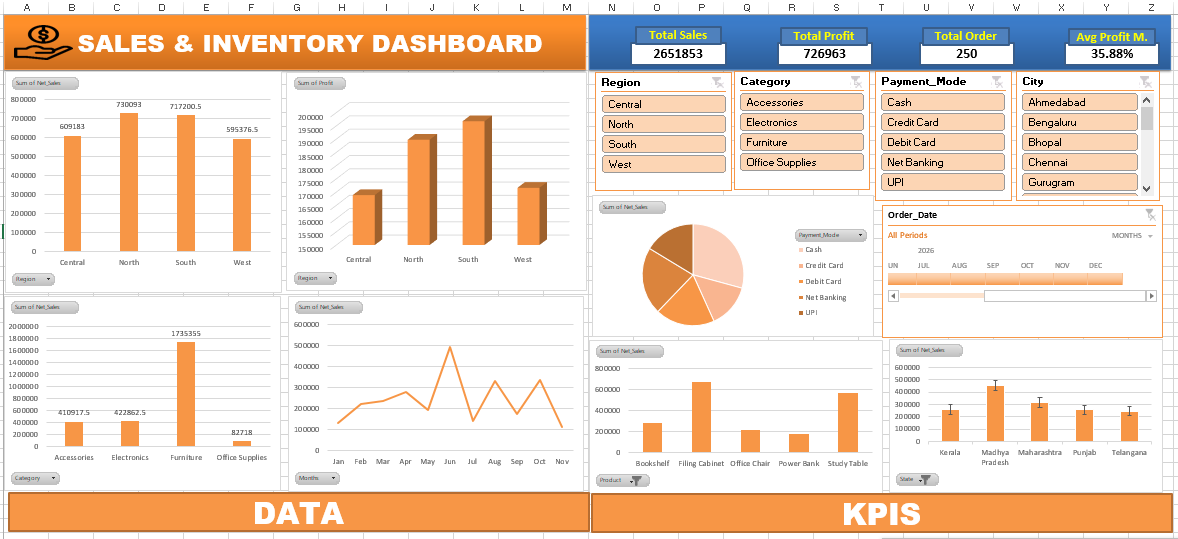 A B C D E F G H I J K L M N O P Q R S T U V W X Y Z
SALES & INVENTORY DASHBOARD
Total Sales
2651853
Total Profit
726963
Total Order
250
Avg Profit M.
35.88%
Sum of Net_Sales
800000
700000
600000
500000
400000
300000
200000
100000
0
609183
730093
717200.5
595376.5
Central North South West
Region
Sum of Profit
200000
195000
190000
185000
180000
175000
170000
165000
160000
155000
150000
Central North South West
Region
Region
Central
North
South
West
Category
Accessories
Electronics
Furniture
Office Supplies
Payment_Mode
Cash
Credit Card
Debit Card
Net Banking
UPI
City
Ahmedabad
Bengaluru
Bhopal
Chennai
Gurugram
Sum of Net_Sales
Payment_Mode
Cash
Credit Card
Debit Card
Net Banking
UPI
Order_Date
All Periods
MONTHS
2026
UN JUL AUG SEP OCT NOV DEC
Sum of Net_Sales
2000000
1800000
1600000
1400000
1200000
1000000
800000
600000
400000
200000
0
410917.5
422862.5
1735355
82718
Accessories Electronics Furniture Office Supplies
Category
Sum of Net_Sales
600000
500000
400000
300000
200000
100000
0
Jan Feb Mar Apr May Jun Jul Aug Sep Oct Nov
Months
Sum of Net_Sales
800000
600000
400000
200000
0
Bookshelf Filing Cabinet Office Chair Power Bank Study Table
Product
Sum of Net_Sales
600000
500000
400000
300000
200000
100000
0
Kerala Madhya Pradesh Maharashtra Punjab Telangana
State
DATA
KPIS